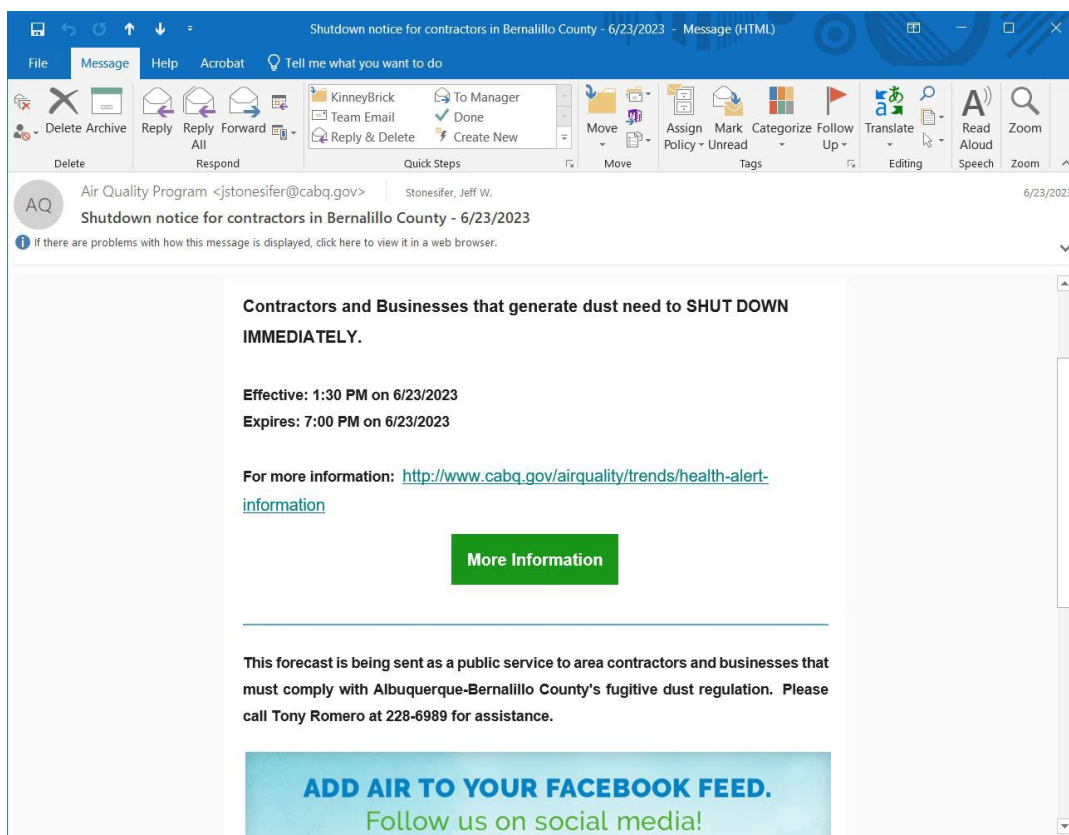 Shutdown notice for contractors in Bernalillo County - 6/23/2023 - Message (HTML)
File Message Help Acrobat Tell me what you want to do
KinneyBrick To Manager
Team Email Done
Reply & Delete Create New
Delete Archive Reply Reply All Forward Move Assign Policy Mark Unread Categorize Follow Up Translate Read Aloud Zoom
Delete Respond Quick Steps Move Tags Editing Speech Zoom
AQ
Air Quality Program <jstonesifer@cabq.gov> Stonesifer, Jeff W. 6/23/2023
Shutdown notice for contractors in Bernalillo County - 6/23/2023
If there are problems with how this message is displayed, click here to view it in a web browser.
Contractors and Businesses that generate dust need to SHUT DOWN
IMMEDIATELY.
Effective: 1:30 PM on 6/23/2023
Expires: 7:00 PM on 6/23/2023
For more information: http://www.cabq.gov/airquality/trends/health-alert-
information
More Information
This forecast is being sent as a public service to area contractors and businesses that
must comply with Albuquerque-Bernalillo County's fugitive dust regulation. Please
call Tony Romero at 228-6989 for assistance.
ADD AIR TO YOUR FACEBOOK FEED.
Follow us on social media!